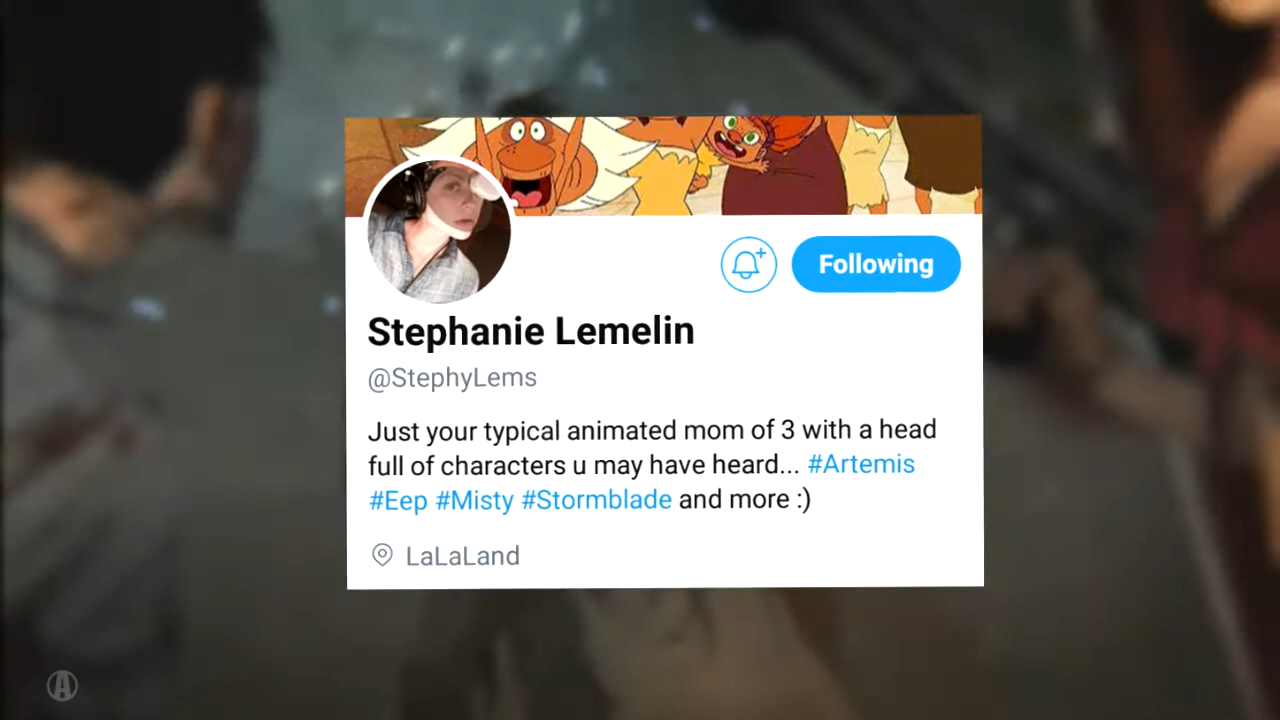 Following
Stephanie Lemelin
@StephyLems
Just your typical animated mom of 3 with a head
full of characters u may have heard... #Artemis
#Eep #Misty #Stormblade and more :)
LaLaLand